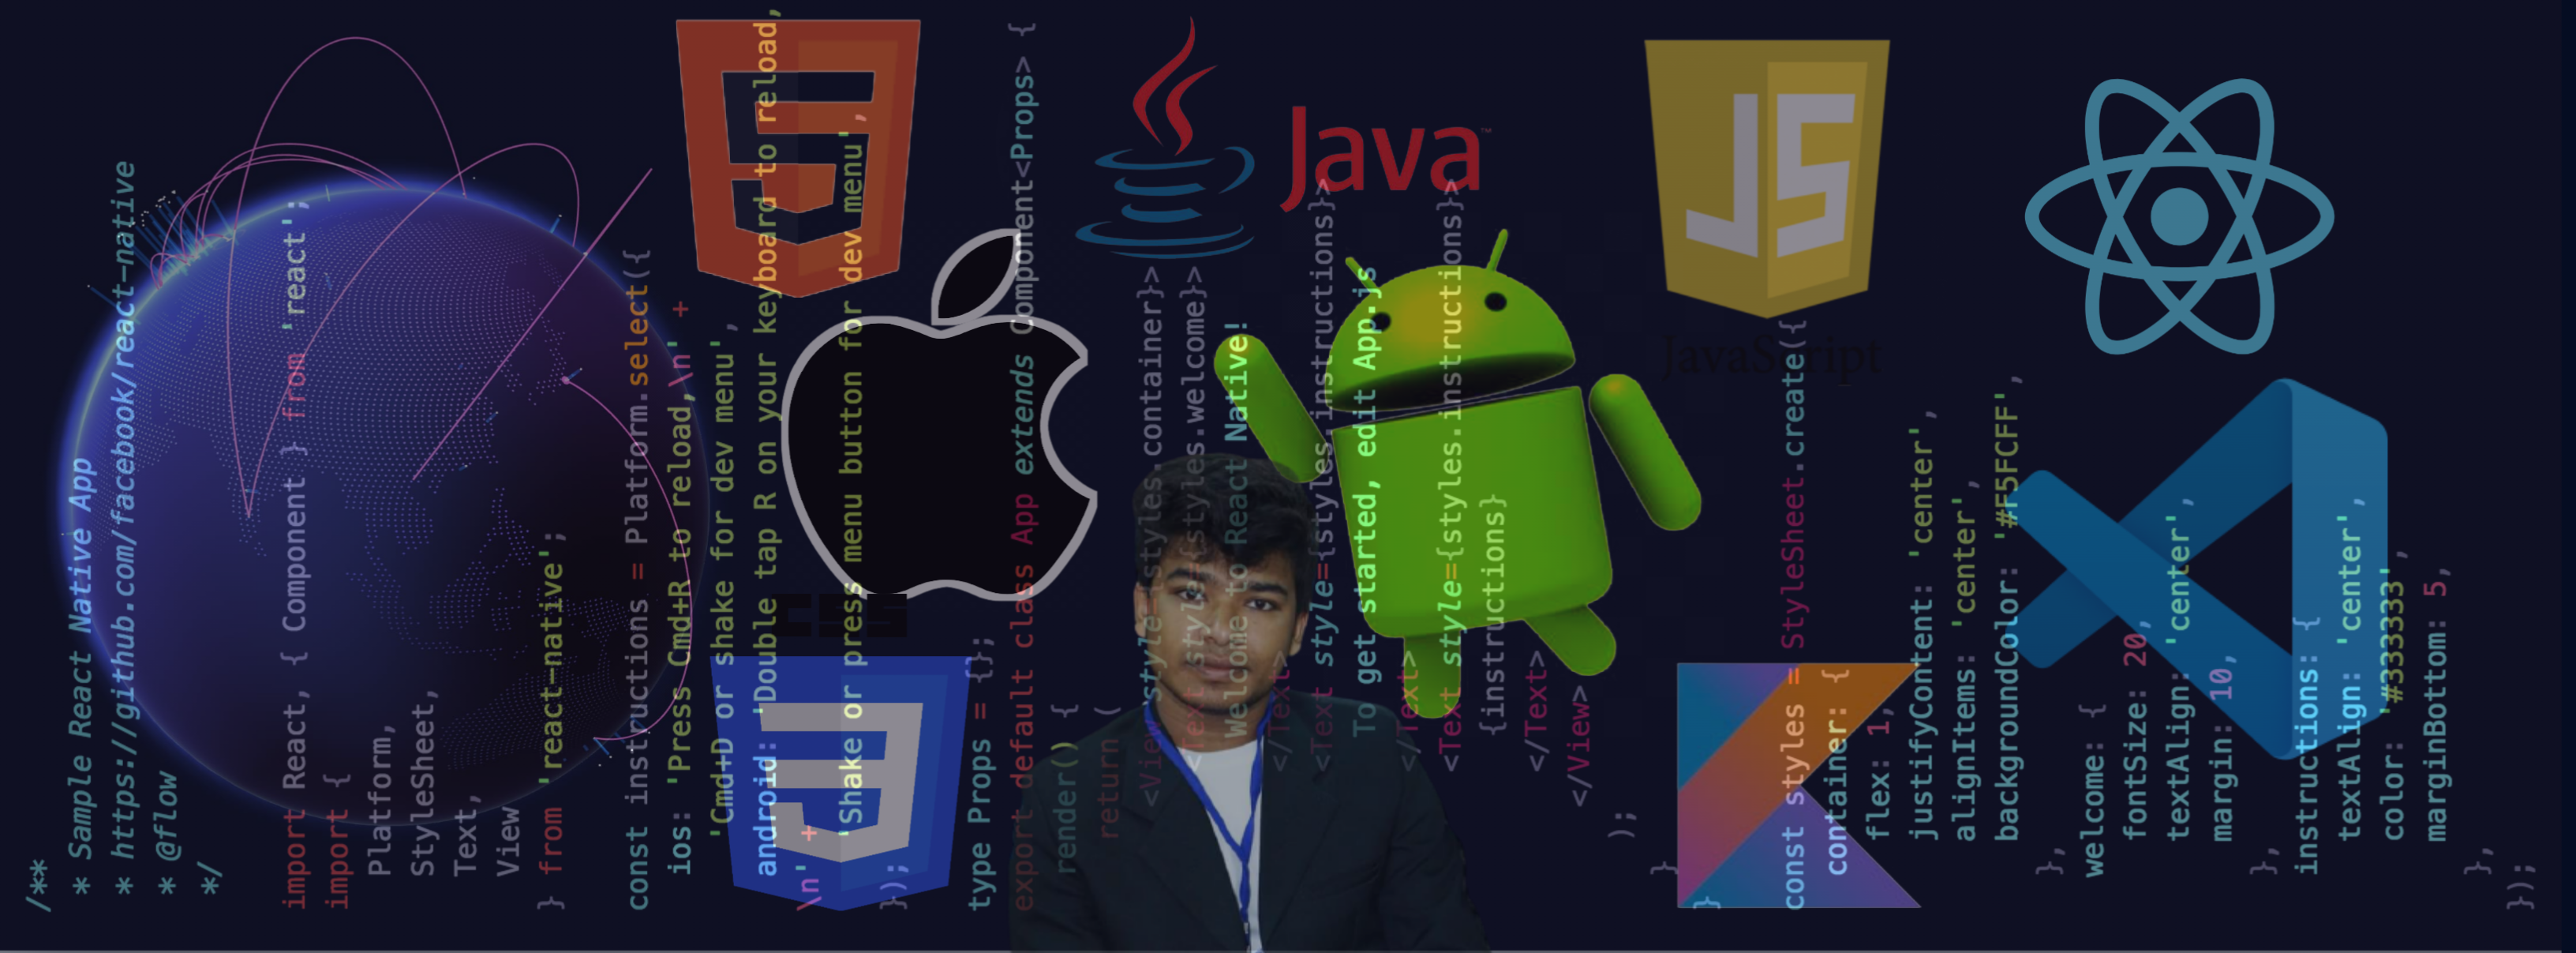 /**
* Sample React Native App
* https://github.com/facebook/react-native
* @flow
*/
import React, { Component } from 'react';
import {
Platform,
StyleSheet,
Text,
View
} from 'react-native';
const instructions = Platform.select({
ios: 'Press Cmd+R to reload,\n' +
'Cmd+D or shake for dev menu',
android: 'Double tap R on your keyboard to reload,
\n' +
'Shake or press menu button for dev menu',
});
type Props = {};
export default class App extends Component<Props> {
render() {
return (
<View style={styles.container}>
<Text style={styles.welcome}>
Welcome to React Native!
</Text>
<Text style={styles.instructions}>
To get started, edit App.js
</Text>
<Text style={styles.instructions}>
{instructions}
</Text>
</View>
);
}
}
const styles = StyleSheet.create({
container: {
flex: 1,
justifyContent: 'center',
alignItems: 'center',
backgroundColor: '#F5FCFF',
},
welcome: {
fontSize: 20,
textAlign: 'center',
margin: 10,
},
instructions: {
textAlign: 'center',
color: '#333333',
marginBottom: 5,
},
});
5
Java™
JS
JavaScript
CSS
3